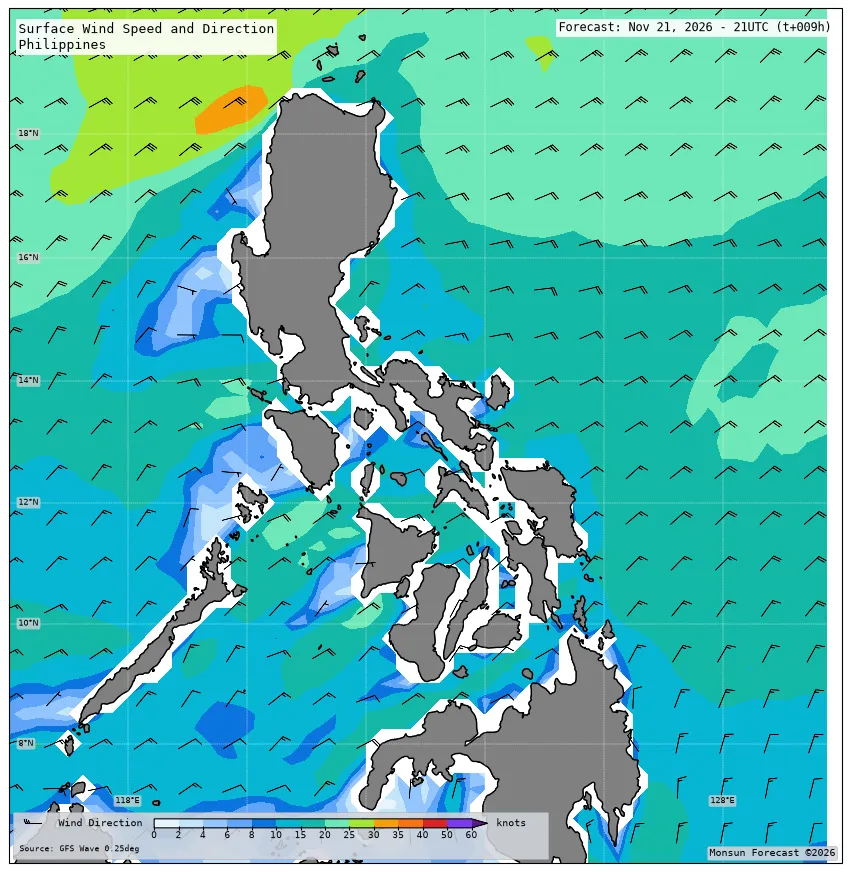 Surface Wind Speed and Direction
Philippines
Forecast: Nov 21, 2026 - 21UTC (t+009h)
18°N
16°N
14°N
12°N
10°N
8°N
118°E
128°E
Wind Direction
0 2 4 6 8 10 15 20 25 30 35 40 50 60 knots
Source: GFS Wave 0.25deg
Monsun Forecast ©2026